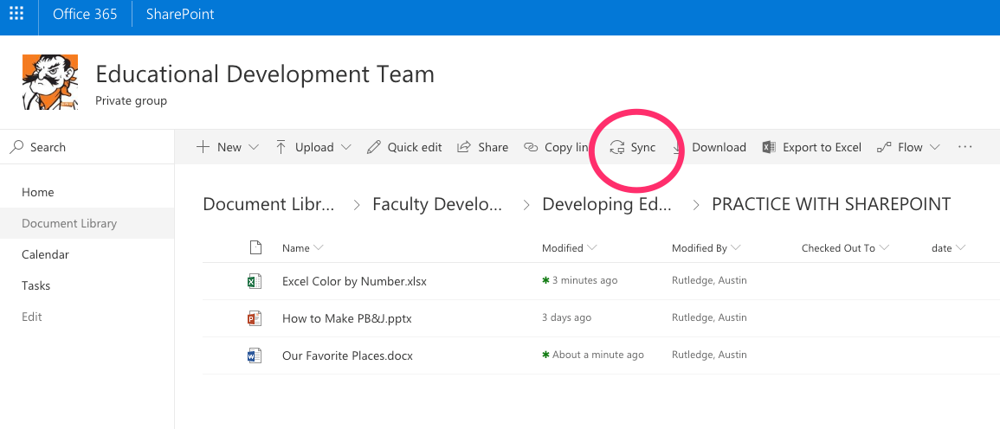 Office 365 SharePoint
Educational Development Team
Private group
Search
New Upload Quick edit Share Copy lin Sync Download Export to Excel Flow ...
Home
Document Library
Calendar
Tasks
Edit
Document Libr... > Faculty Develo... > Developing Ed... > PRACTICE WITH SHAREPOINT
Name Modified Modified By Checked Out To date
Excel Color by Number.xlsx 3 minutes ago Rutledge, Austin
How to Make PB&J.pptx 3 days ago Rutledge, Austin
Our Favorite Places.docx About a minute ago Rutledge, Austin